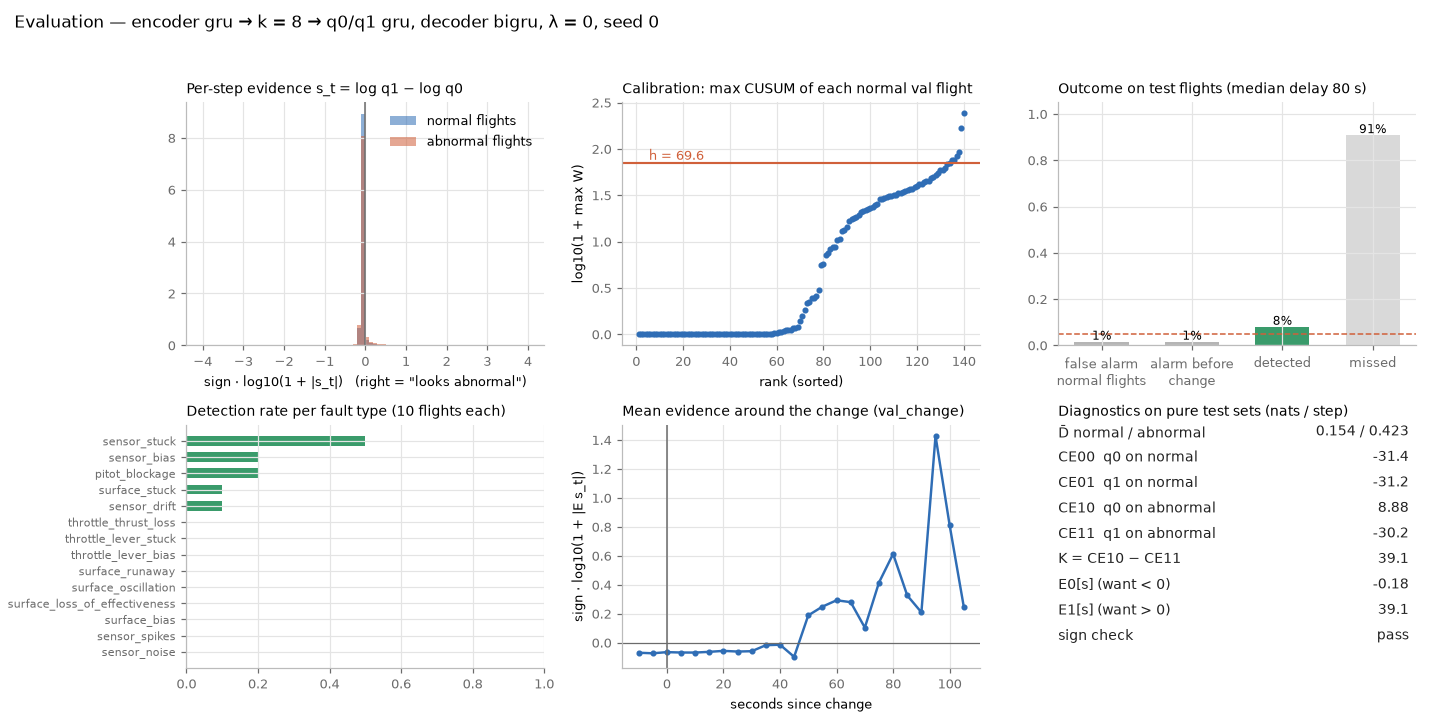 Evaluation — encoder gru → k = 8 → q0/q1 gru, decoder bigru, λ = 0, seed 0
Per-step evidence s_t = log q1 − log q0
normal flights
abnormal flights
8
6
4
2
0
−4 −3 −2 −1 0 1 2 3 4
sign · log10(1 + |s_t|) (right = "looks abnormal")
Calibration: max CUSUM of each normal val flight
log10(1 + max W)
2.5
2.0
1.5
1.0
0.5
0.0
h = 69.6
0 20 40 60 80 100 120 140
rank (sorted)
Outcome on test flights (median delay 80 s)
1.0
0.8
0.6
0.4
0.2
0.0
1%
1%
8%
91%
false alarm
normal flights
alarm before
change
detected
missed
Detection rate per fault type (10 flights each)
sensor_stuck
sensor_bias
pitot_blockage
surface_stuck
sensor_drift
throttle_thrust_loss
throttle_lever_stuck
throttle_lever_bias
surface_runaway
surface_oscillation
surface_loss_of_effectiveness
surface_bias
sensor_spikes
sensor_noise
0.0 0.2 0.4 0.6 0.8 1.0
Mean evidence around the change (val_change)
sign · log10(1 + |E s_t|)
1.4
1.2
1.0
0.8
0.6
0.4
0.2
0.0
0 20 40 60 80 100
seconds since change
Diagnostics on pure test sets (nats / step)
D̄ normal / abnormal 0.154 / 0.423
CE00 q0 on normal -31.4
CE01 q1 on normal -31.2
CE10 q0 on abnormal 8.88
CE11 q1 on abnormal -30.2
K = CE10 − CE11 39.1
E0[s] (want < 0) -0.18
E1[s] (want > 0) 39.1
sign check pass